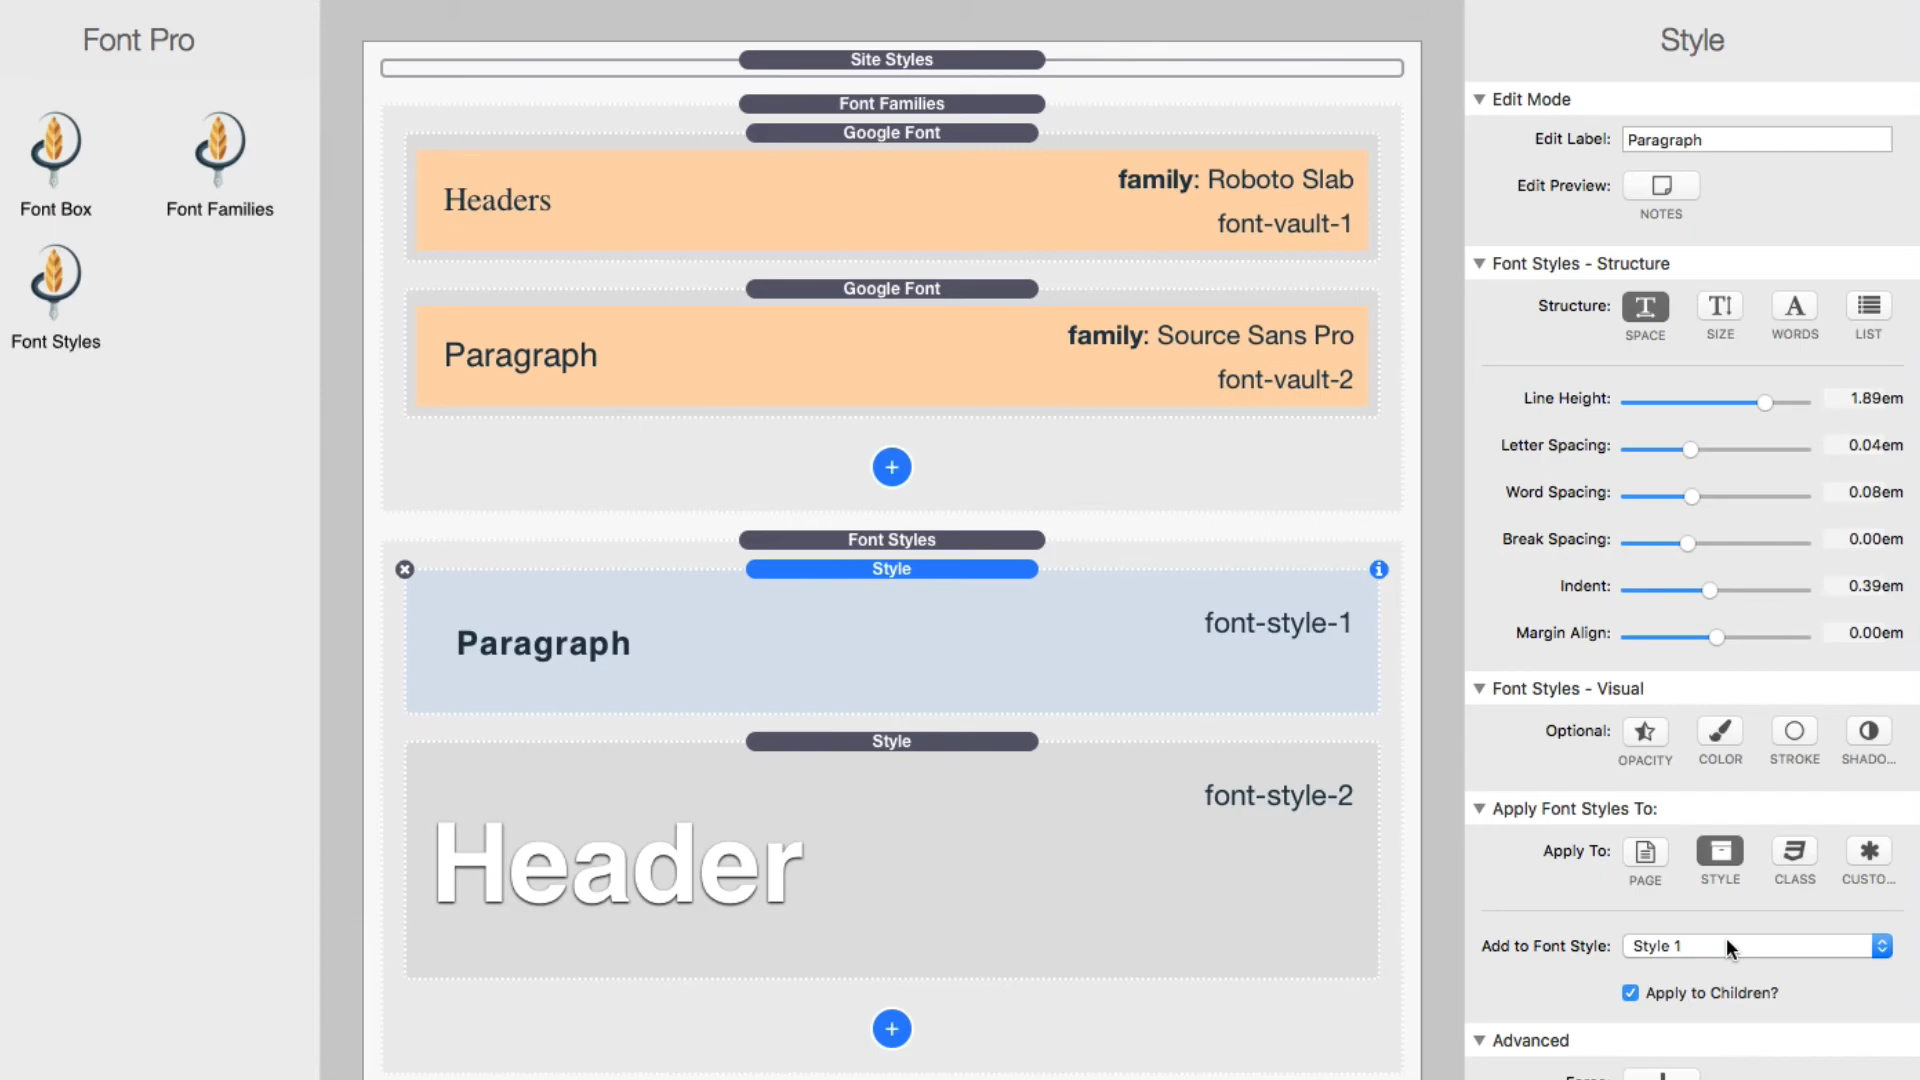 Font Pro
Font Box
Font Families
Font Styles
Site Styles
Font Families
Google Font
Headers
family: Roboto Slab
font-vault-1
Google Font
Paragraph
family: Source Sans Pro
font-vault-2
+
Font Styles
Style
Paragraph
font-style-1
Style
font-style-2
Header
+
Style
Edit Mode
Edit Label: Paragraph
Edit Preview:
NOTES
Font Styles - Structure
Structure:
SPACE SIZE WORDS LIST
Line Height: 1.89em
Letter Spacing: 0.04em
Word Spacing: 0.08em
Break Spacing: 0.00em
Indent: 0.39em
Margin Align: 0.00em
Font Styles - Visual
Optional:
OPACITY COLOR STROKE SHADO...
Apply Font Styles To:
Apply To:
PAGE STYLE CLASS CUSTO...
Add to Font Style: Style 1
Apply to Children?
Advanced